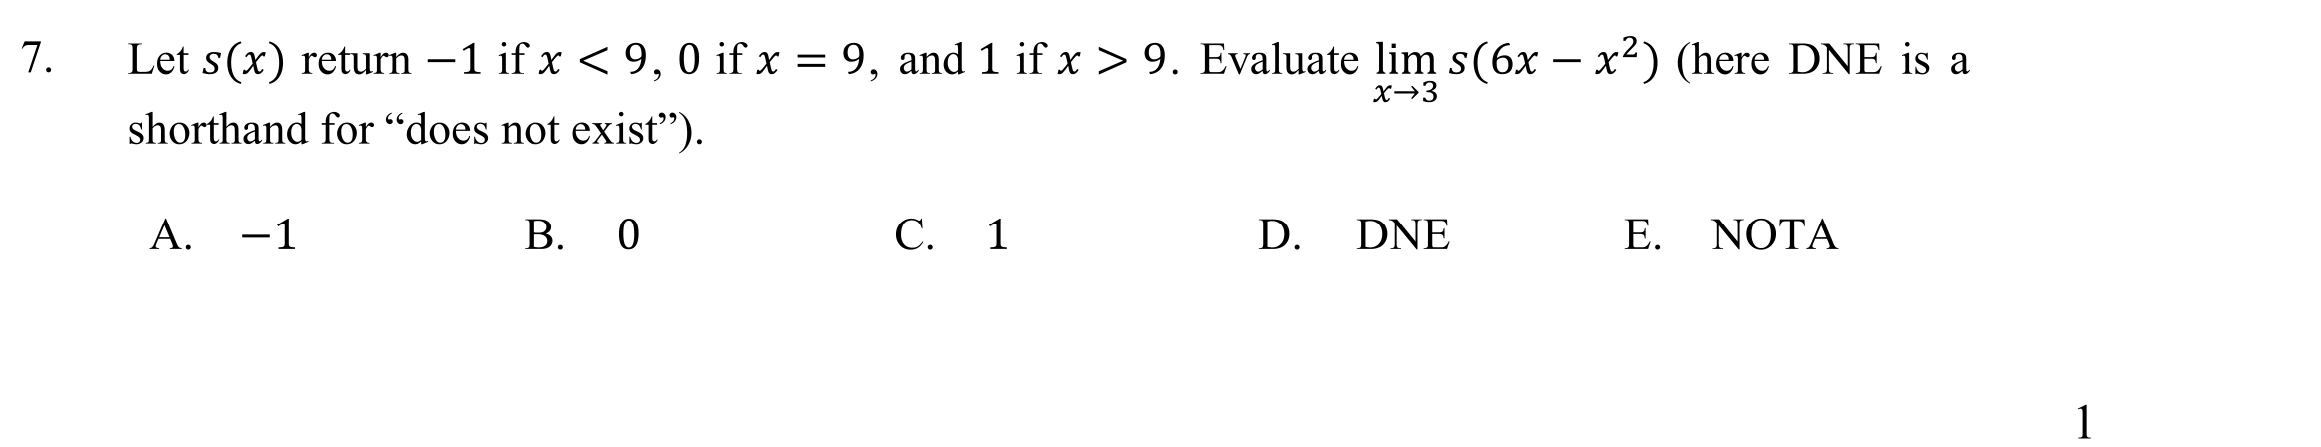 7. Let s(x) return −1 if x < 9, 0 if x = 9, and 1 if x > 9. Evaluate lim x→3 s(6x − x²) (here DNE is a
shorthand for “does not exist”).
A. −1 B. 0 C. 1 D. DNE E. NOTA
1